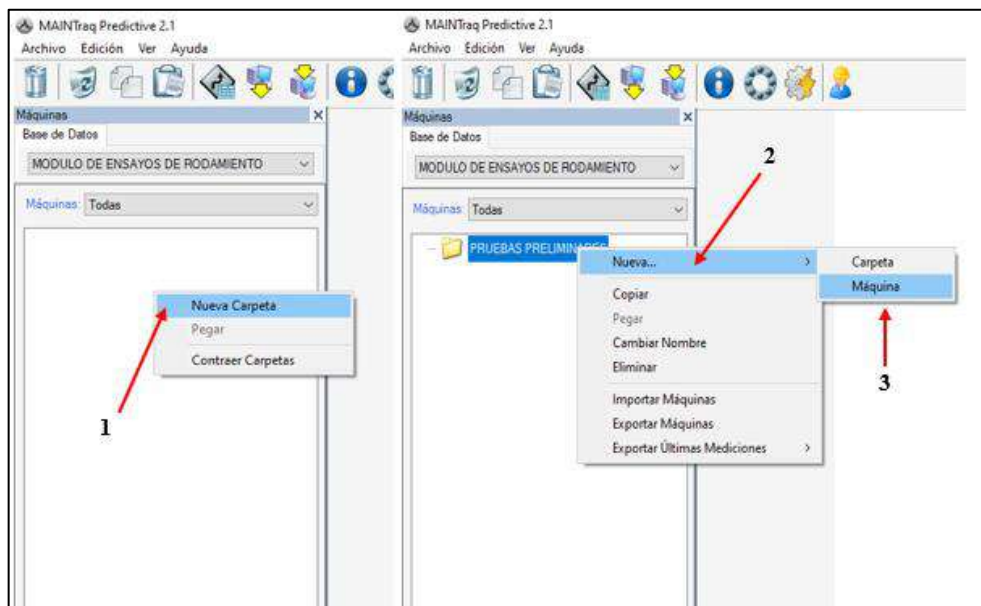 MAINTraq Predictive 2.1
Archivo Edición Ver Ayuda
Máquinas
Base de Datos
MODULO DE ENSAYOS DE RODAMIENTO
Máquinas: Todas
Nueva Carpeta
Pegar
Contraer Carpetas
1
MAINTraq Predictive 2.1
Archivo Edición Ver Ayuda
Máquinas
Base de Datos
MODULO DE ENSAYOS DE RODAMIENTO
Máquinas: Todas
PRUEBAS PRELIMINARES
2
Nueva...
Carpeta
Máquina
Copiar
Pegar
Cambiar Nombre
Eliminar
Importar Máquinas
Exportar Máquinas
Exportar Últimas Mediciones
3